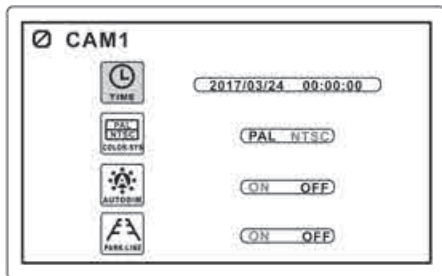 Ø CAM1
TIME
2017/03/24 00:00:00
PAL
NTSC
COLOR-SYS
PAL NTSC
A
AUTODIM
ON OFF
PARK-LINE
ON OFF